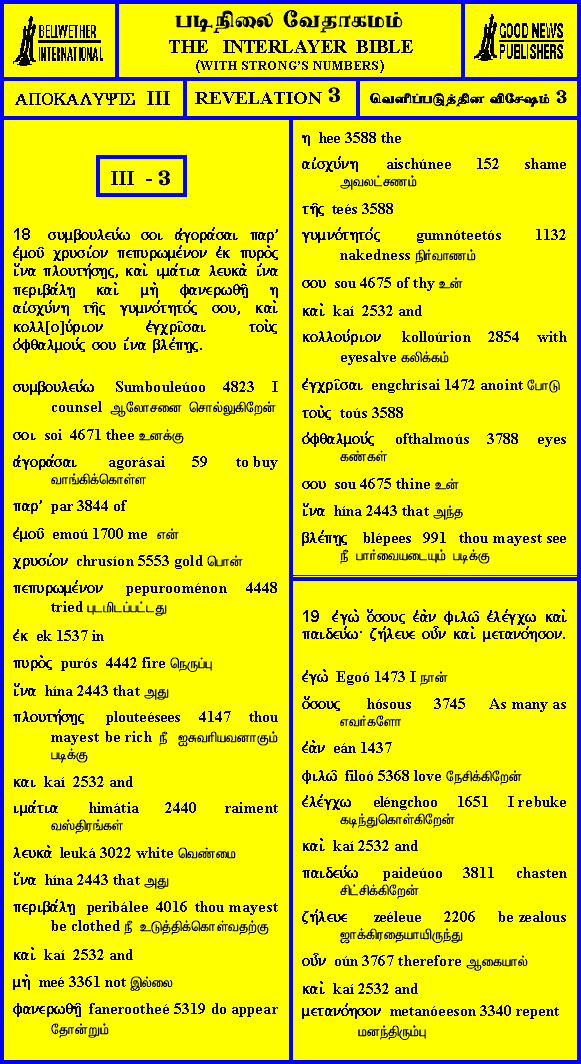 BELLWETHER
INTERNATIONAL
படிநிலை வேதாகமம்
THE INTERLAYER BIBLE
(WITH STRONG'S NUMBERS)
GOOD NEWS
PUBLISHERS
ΑΠΟΚΑΛΥΨΙΣ III
REVELATION 3
வெளிப்படுத்தின விசேஷம் 3
III - 3
18 συμβουλεύω σοι ἀγοράσαι παρ'
ἐμοῦ χρυσίον πεπυρωμένον ἐκ πυρὸς
ἵνα πλουτήσῃς, καὶ ιμάτια λευκὰ ίνα
περιβάλῃ καὶ μὴ φανερωθῇ η
αἰσχύνη τῆς γυμνότητός σου, καὶ
κολλ[ο]ύριον ἐγχρῖσαι τοὺς
ὀφθαλμούς σου ίνα βλέπῃς.
συμβουλεύω Sumbouleúoo 4823 I
counsel ஆலோசனை சொல்லுகிறேன்
σοι soi 4671 thee உனக்கு
ἀγοράσαι agorásai 59 to buy
வாங்கிக்கொள்ள
παρ' par 3844 of
ἐμοῦ emoú 1700 me என்
χρυσίον chrusíon 5553 gold பொன்
πεπυρωμένον pepurooménon 4448
tried புடமிடப்பட்டது
ἐκ ek 1537 in
πυρὸς purós 4442 fire நெருப்பு
ἵνα hína 2443 that அது
πλουτήσῃς plouteésees 4147 thou
mayest be rich நீ ஐசுவரியவனாகும்
படிக்கு
και kaí 2532 and
ιμάτια himátia 2440 raiment
வஸ்திரங்கள்
λευκὰ leuká 3022 white வெண்மை
ἵνα hína 2443 that அது
περιβάλῃ peribálee 4016 thou mayest
be clothed நீ உடுத்திக்கொள்வதற்கு
καὶ kaí 2532 and
μὴ meé 3361 not இல்லை
φανερωθῇ fanerootheé 5319 do appear
தோன்றும்
η hee 3588 the
αἰσχύνη aischúnee 152 shame
அவலட்சணம்
τῆς teés 3588
γυμνότητός gumnóteetós 1132
nakedness நிர்வாணம்
σου sou 4675 of thy உன்
καὶ kaí 2532 and
κολλούριον kolloúrion 2854 with
eyesalve கலிக்கம்
ἐγχρῖσαι engchrísai 1472 anoint போடு
τοὺς toús 3588
ὀφθαλμούς ofthalmoús 3788 eyes
கண்கள்
σου sou 4675 thine உன்
ἵνα hína 2443 that அந்த
βλέπῃς blépees 991 thou mayest see
நீ பார்வையடையும் படிக்கு
19 ἐγὼ ὅσους ἐὰν φιλῶ ἐλέγχω καὶ
παιδεύω· ζήλευε οὖν καὶ μετανόησον.
ἐγὼ Egoó 1473 I நான்
ὅσους hósous 3745 As many as
எவர்களோ
ἐὰν eán 1437
φιλῶ filoó 5368 love நேசிக்கிறேன்
ἐλέγχω eléngchoo 1651 I rebuke
கடிந்துகொள்கிறேன்
καὶ kaí 2532 and
παιδεύω paideúoo 3811 chasten
சிட்சிக்கிறேன்
ζήλευε zeéleue 2206 be zealous
ஜாக்கிரதையாயிருந்து
οὖν oún 3767 therefore ஆகையால்
καὶ kaí 2532 and
μετανόησον metanóeeson 3340 repent
மனந்திரும்பு